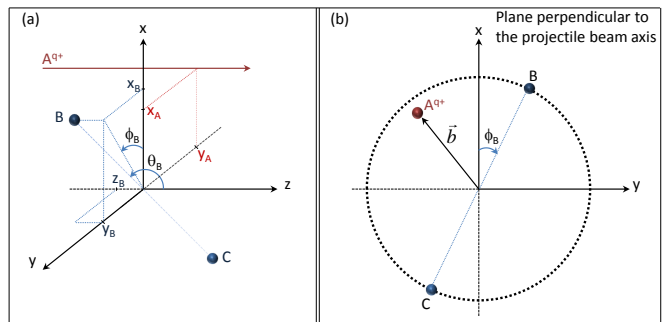 (a)
x
A^q+
x_B
x_A
B
ϕ_B
θ_B
y_A
z_B
z
y_B
y
C
(b)
Plane perpendicular to
the projectile beam axis
x
B
A^q+
ϕ_B
b⃗
y
C